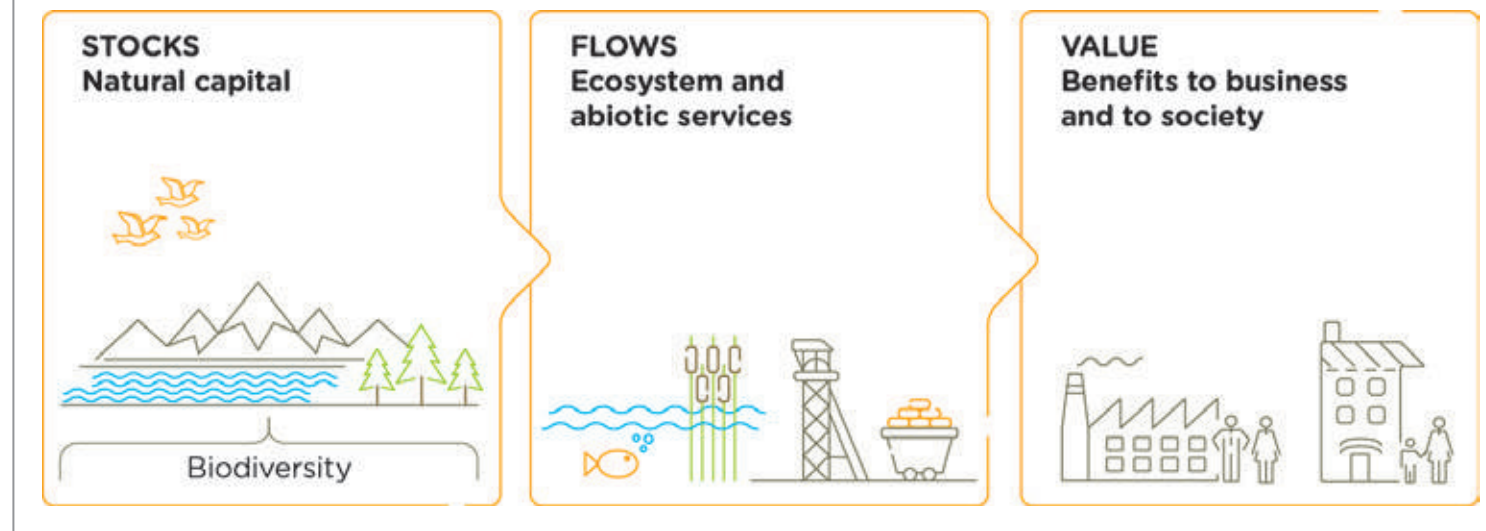 STOCKS
Natural capital
Biodiversity
FLOWS
Ecosystem and
abiotic services
VALUE
Benefits to business
and to society